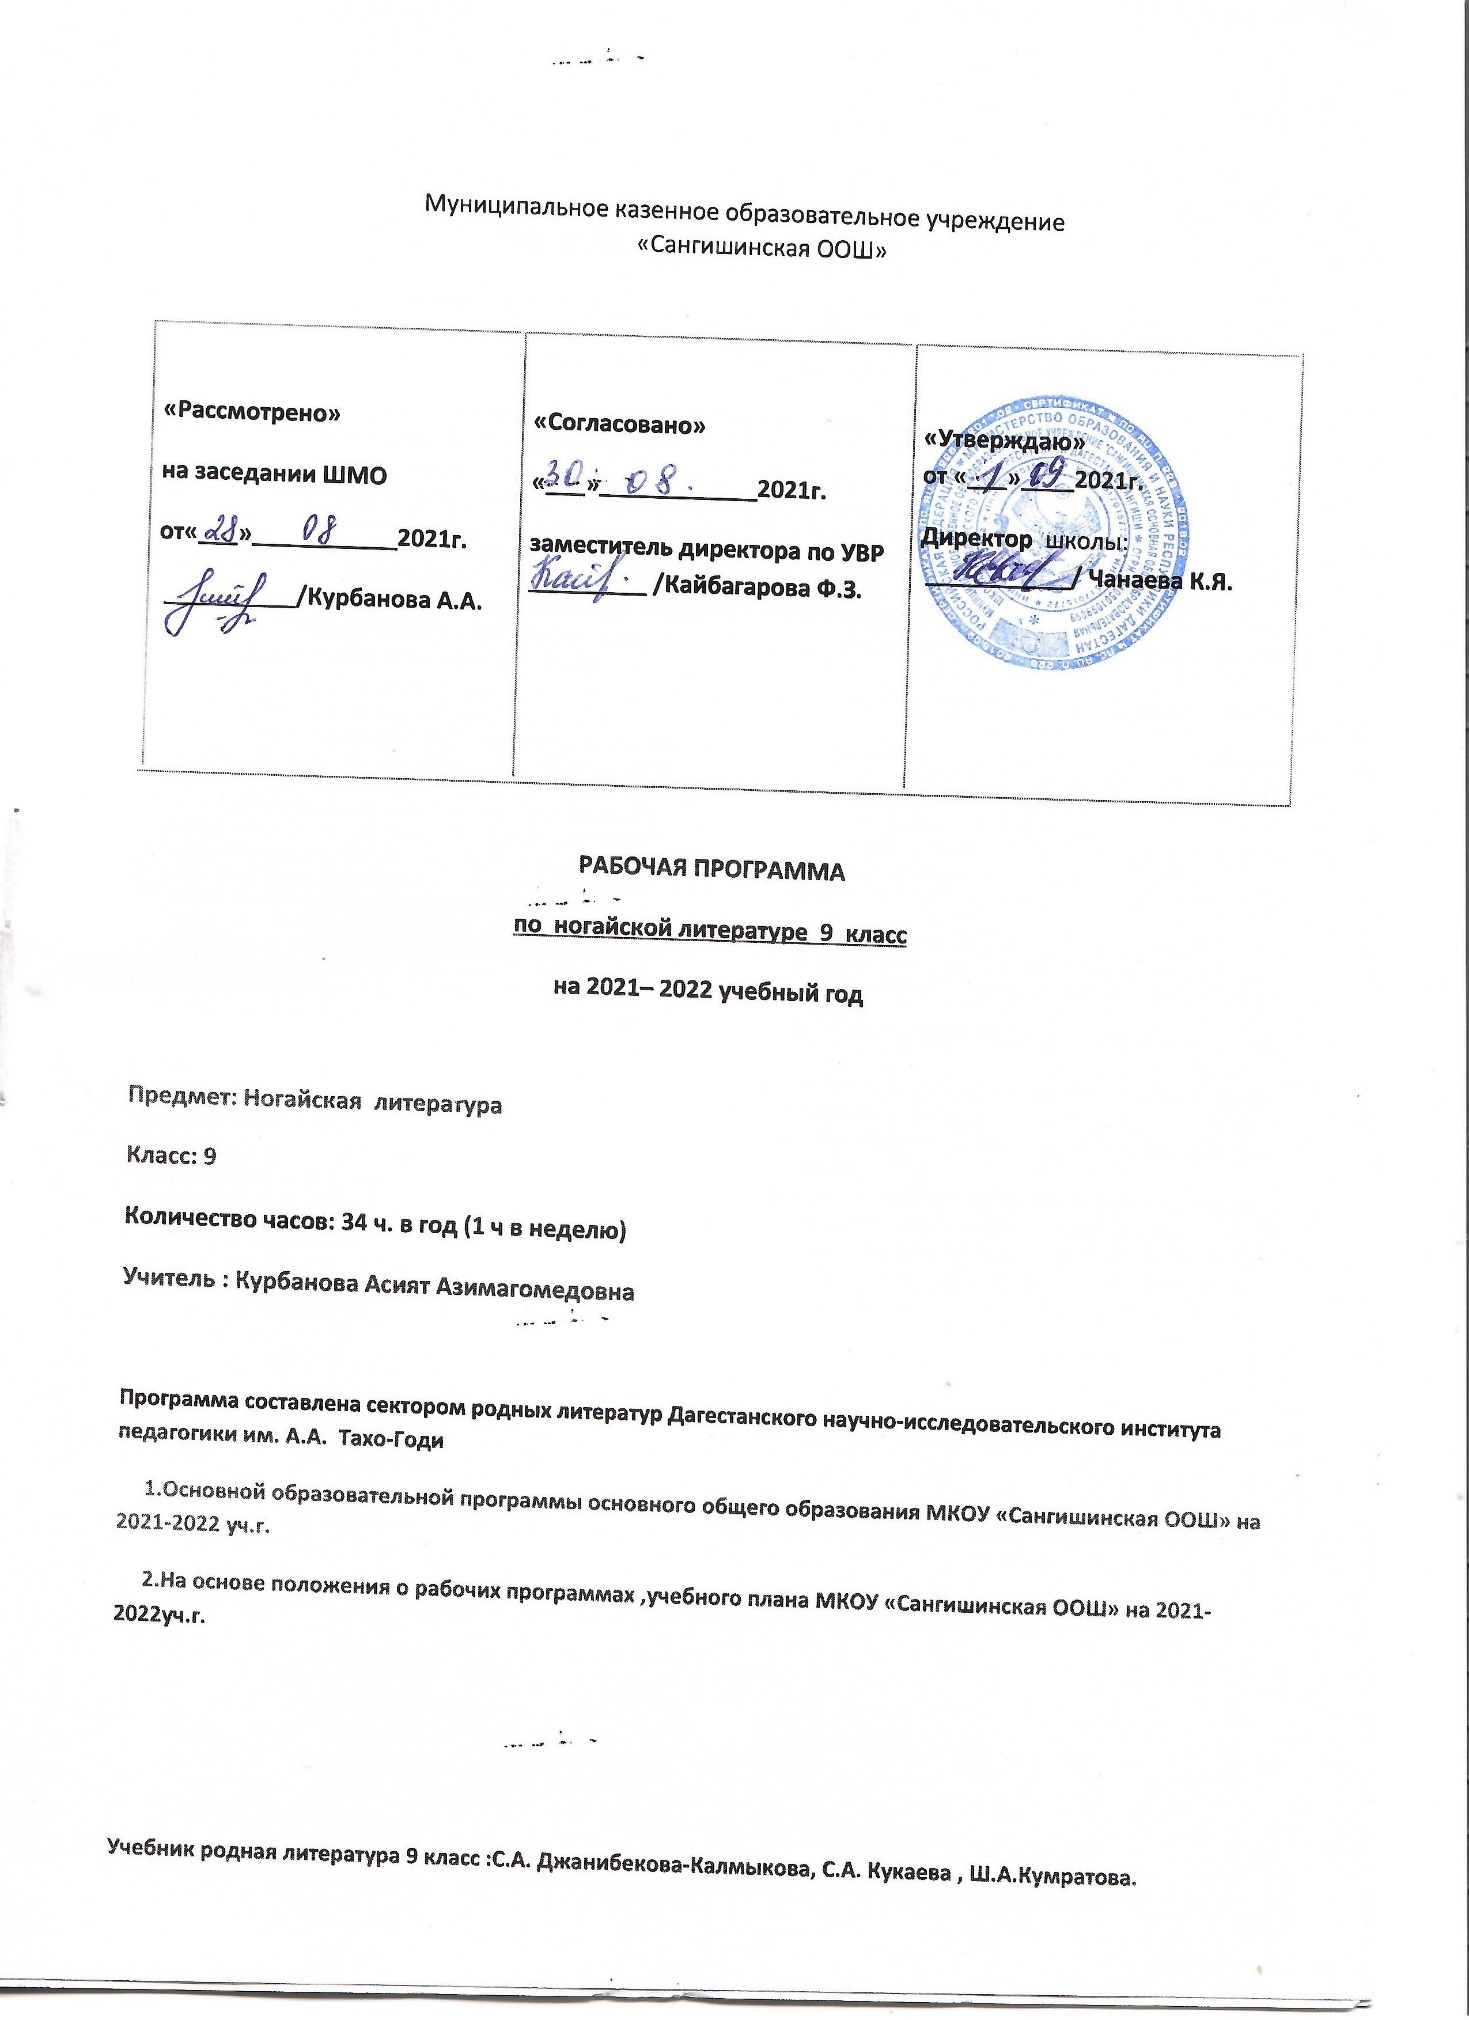 Муниципальное казенное образовательное учреждение
«Сангишинская ООШ»
«Рассмотрено»
на заседании ШМО
от«28»08 2021г.
/Курбанова А.А.
«Согласовано»
«30»08.2021г.
заместитель директора по УВР
/Кайбагарова Ф.З.
«Утверждаю»
от «1»09 2021г.
Директор школы:
/ Чанаева К.Я.
РАБОЧАЯ ПРОГРАММА
по ногайской литературе 9 класс
на 2021– 2022 учебный год
Предмет: Ногайская литература
Класс: 9
Количество часов: 34 ч. в год (1 ч в неделю)
Учитель : Курбанова Асият Азимагомедовна
Программа составлена сектором родных литератур Дагестанского научно-исследовательского института
педагогики им. А.А. Тахо-Годи
1.Основной образовательной программы основного общего образования МКОУ «Сангишинская ООШ» на
2021-2022 уч.г.
2.На основе положения о рабочих программах ,учебного плана МКОУ «Сангишинская ООШ» на 2021-
2022уч.г.
Учебник родная литература 9 класс :С.А. Джанибекова-Калмыкова, С.А. Кукаева , Ш.А.Кумратова.